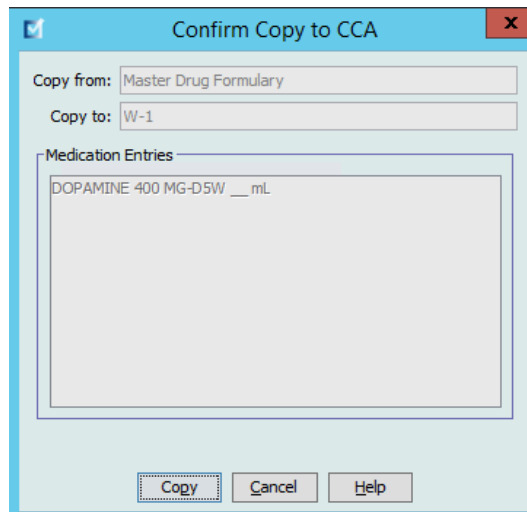 Confirm Copy to CCA
x
Copy from: Master Drug Formulary
Copy to: W-1
Medication Entries
DOPAMINE 400 MG-D5W __ mL
Copy Cancel Help